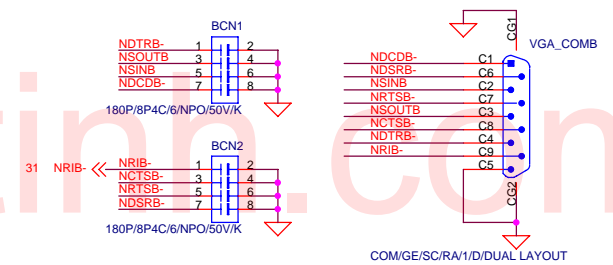 BCN1
NDTRB- 1 2
NSOUTB 3 4
NSINB 5 6
NDCDB- 7 8
180P/8P4C/6/NPO/50V/K
BCN2
31 NRIB- NRIB- 1 2
NCTSB- 3 4
NRTSB- 5 6
NDSRB- 7 8
180P/8P4C/6/NPO/50V/K
CG1
VGA_COMB
NDCDB- C1
NDSRB- C6
NSINB C2
NRTSB- C7
NSOUTB C3
NCTSB- C8
NDTRB- C4
NRIB- C9
C5
CG2
COM/GE/SC/RA/1/D/DUAL LAYOUT
tinh.com